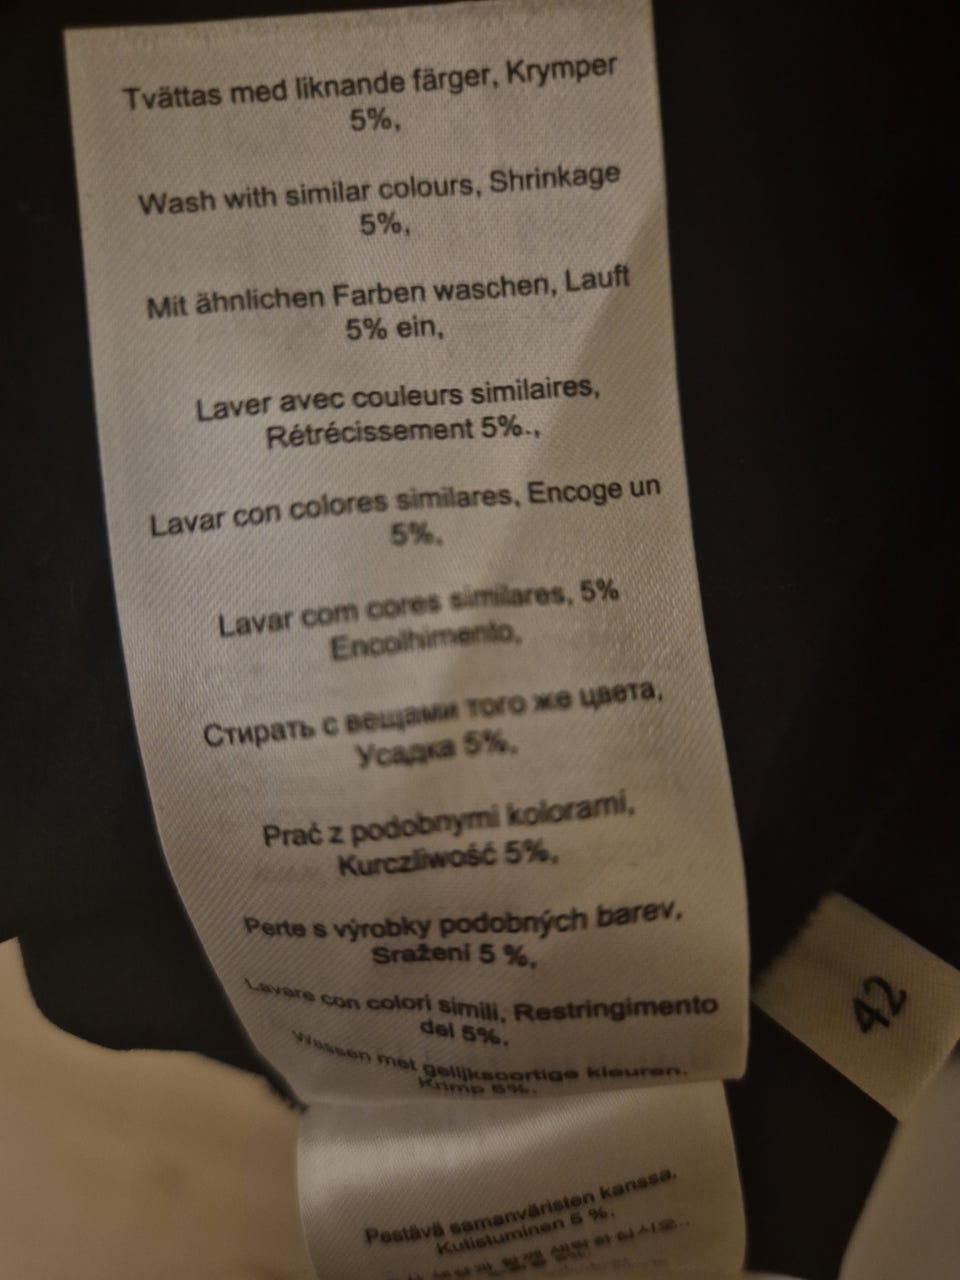 Tvättas med liknande färger, Krymper
5%,
Wash with similar colours, Shrinkage
5%,
Mit ähnlichen Farben waschen, Lauft
5% ein,
Laver avec couleurs similaires,
Rétrécissement 5%.,
Lavar con colores similares, Encoge un
5%,
Lavar com cores similares, 5%
Encolhimento,
Стирать с вещами того же цвета,
Усадка 5%,
Prać z podobnymi kolorami,
Kurczliwość 5%,
Perte s výrobky podobných barev,
Sražení 5 %,
Lavare con colori simili, Restringimento
del 5%,
Wassen met gelijksoortige kleuren,
Krimp 5%,
Pestävä samanväristen kanssa,
Kutistuminen 5 %,
42